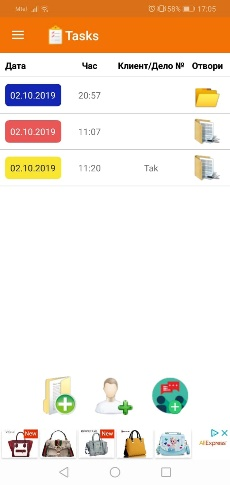 Mtel 58% 17:05
Tasks
Дата Час Клиент/Дело № Отвори
02.10.2019 20:57
02.10.2019 11:07
02.10.2019 11:20 Tak
New New
AliExpress